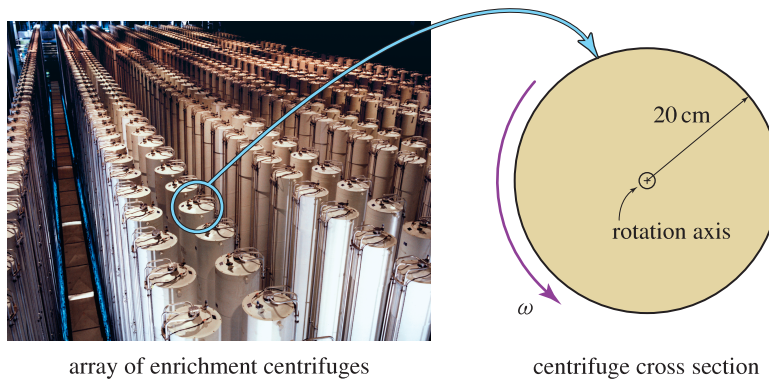 20 cm
rotation axis
ω
array of enrichment centrifuges
centrifuge cross section